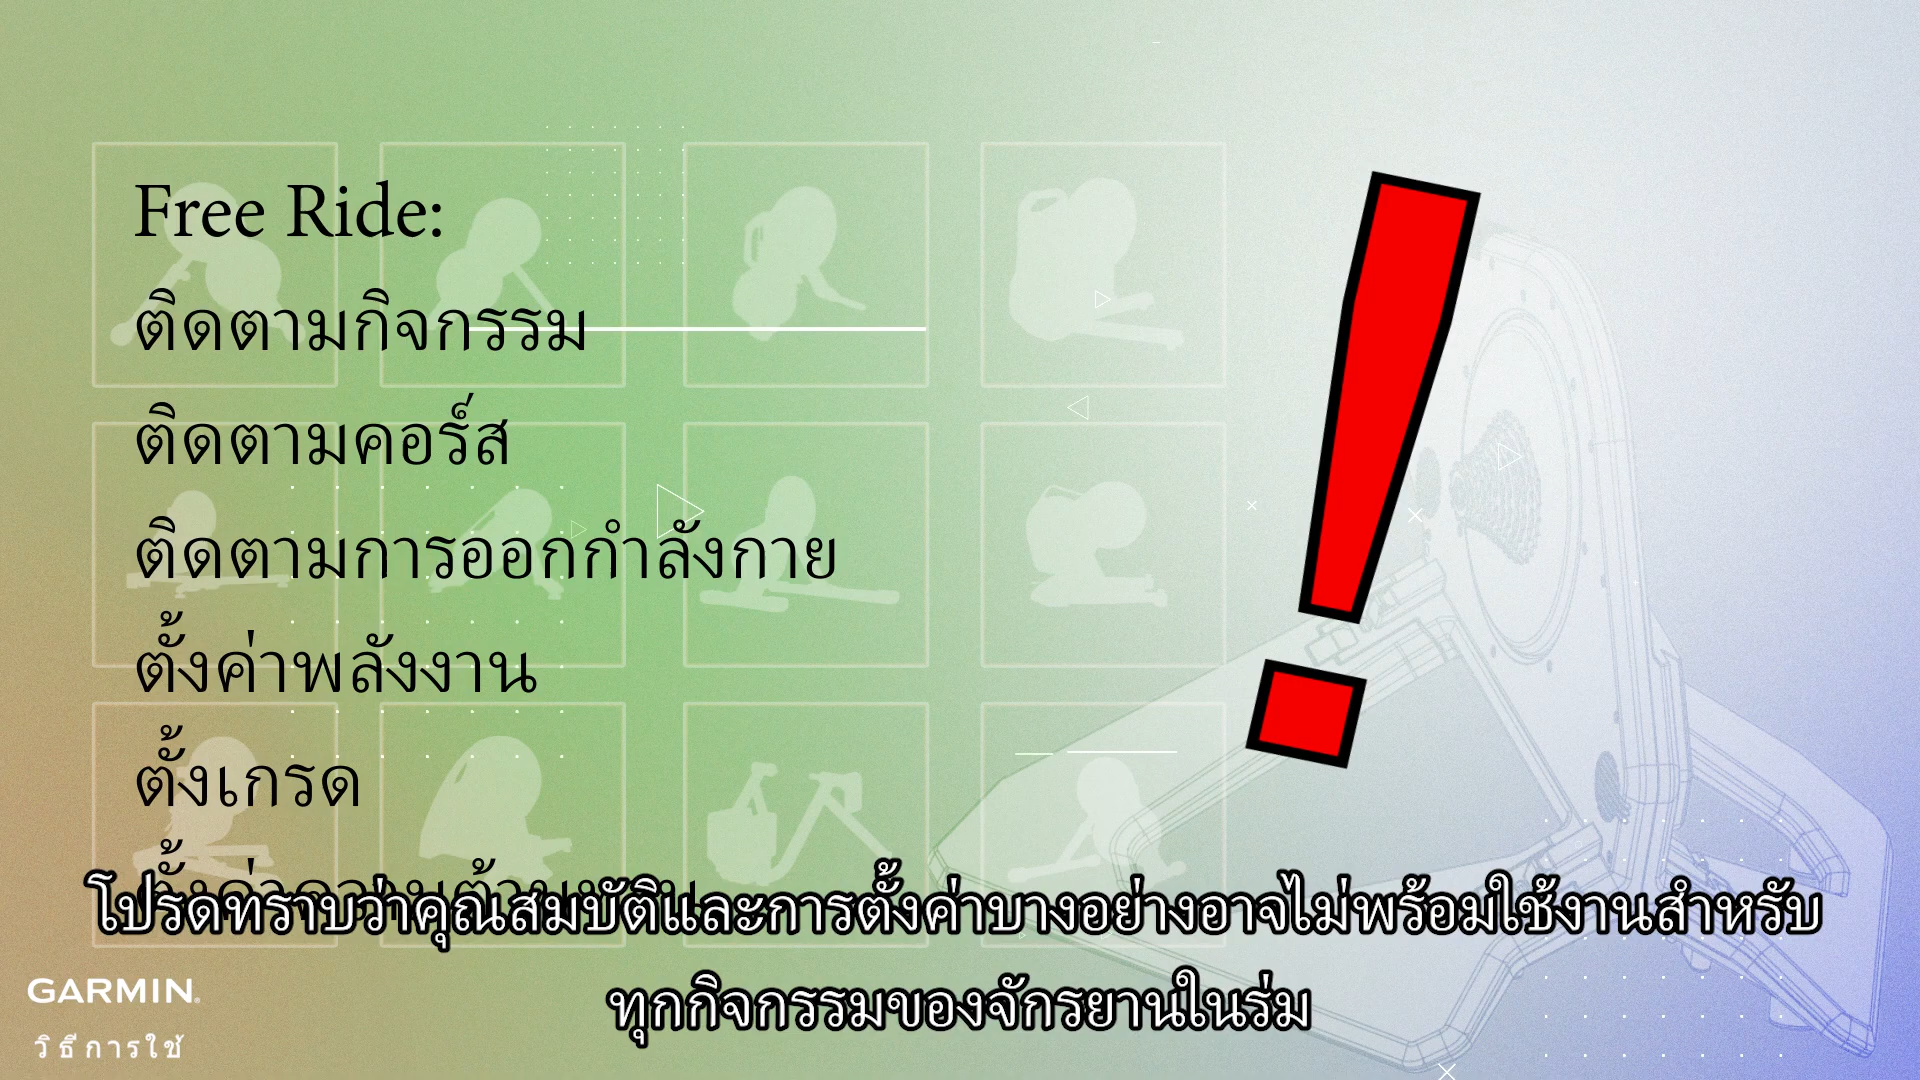 Free Ride:
ติดตามกิจกรรม
ติดตามคอร์ส
ติดตามการออกกำลังกาย
ตั้งค่าพลังงาน
ตั้งเกรด
โปรดทราบว่าคุณสมบัติและการตั้งค่าบางอย่างอาจไม่พร้อมใช้งานสำหรับ
ทุกกิจกรรมของจักรยานในร่ม
GARMIN
วิธีการใช้